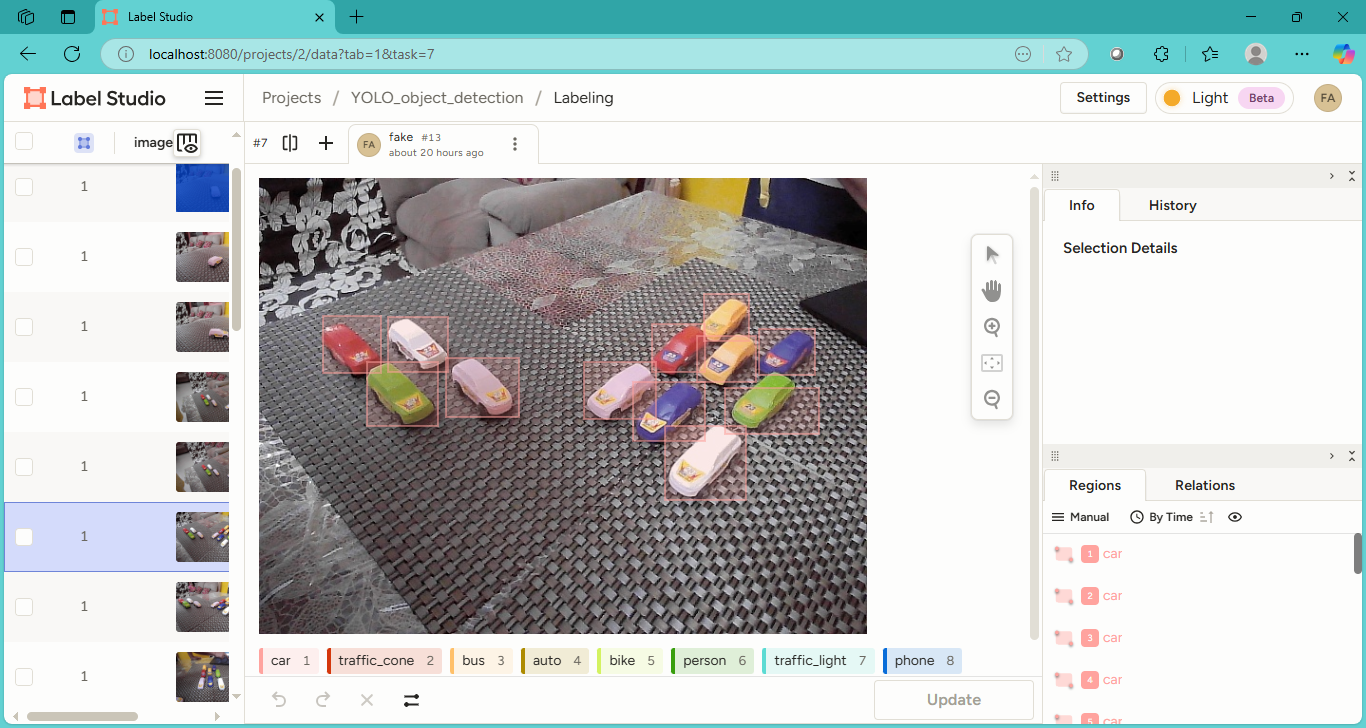 Label Studio
localhost:8080/projects/2/data?tab=1&task=7
Label Studio
Projects / YOLO_object_detection / Labeling
Settings
Light Beta
FA
image
#7
FA
fake #13
about 20 hours ago
1
1
1
1
1
1
1
1
Info
History
Selection Details
Regions
Relations
Manual
By Time
1 car
2 car
3 car
4 car
5 car
car 1
traffic_cone 2
bus 3
auto 4
bike 5
person 6
traffic_light 7
phone 8
Update